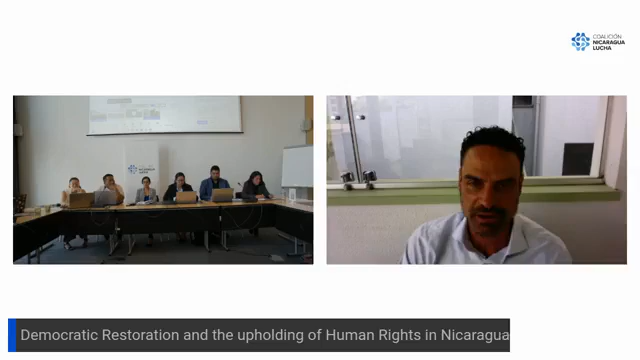 COALICIÓN
NICARAGUA
LUCHA
Democratic Restoration and the upholding of Human Rights in Nicaragua